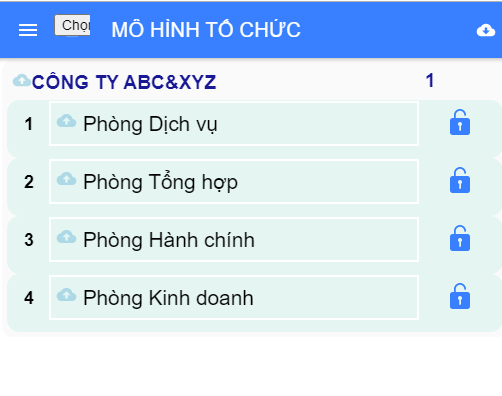 Chọn MÔ HÌNH TỔ CHỨC
CÔNG TY ABC&XYZ 1
1 Phòng Dịch vụ
2 Phòng Tổng hợp
3 Phòng Hành chính
4 Phòng Kinh doanh